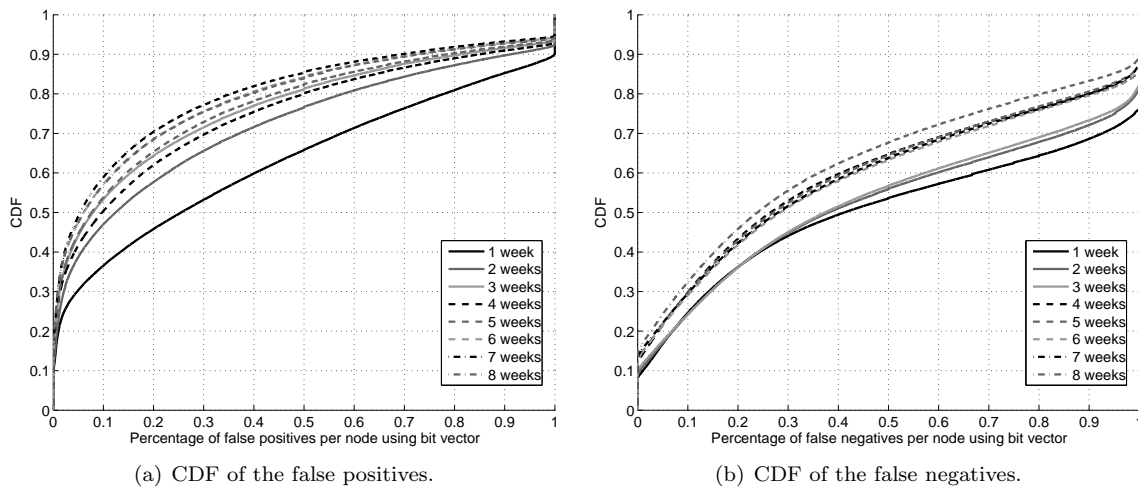 1
0.9
0.8
0.7
0.6
0.5
0.4
0.3
0.2
0.1
0
CDF
1 week
2 weeks
3 weeks
4 weeks
5 weeks
6 weeks
7 weeks
8 weeks
0 0.1 0.2 0.3 0.4 0.5 0.6 0.7 0.8 0.9 1
Percentage of false positives per node using bit vector
(a) CDF of the false positives.
1
0.9
0.8
0.7
0.6
0.5
0.4
0.3
0.2
0.1
0
CDF
1 week
2 weeks
3 weeks
4 weeks
5 weeks
6 weeks
7 weeks
8 weeks
0 0.1 0.2 0.3 0.4 0.5 0.6 0.7 0.8 0.9 1
Percentage of false negatives per node using bit vector
(b) CDF of the false negatives.